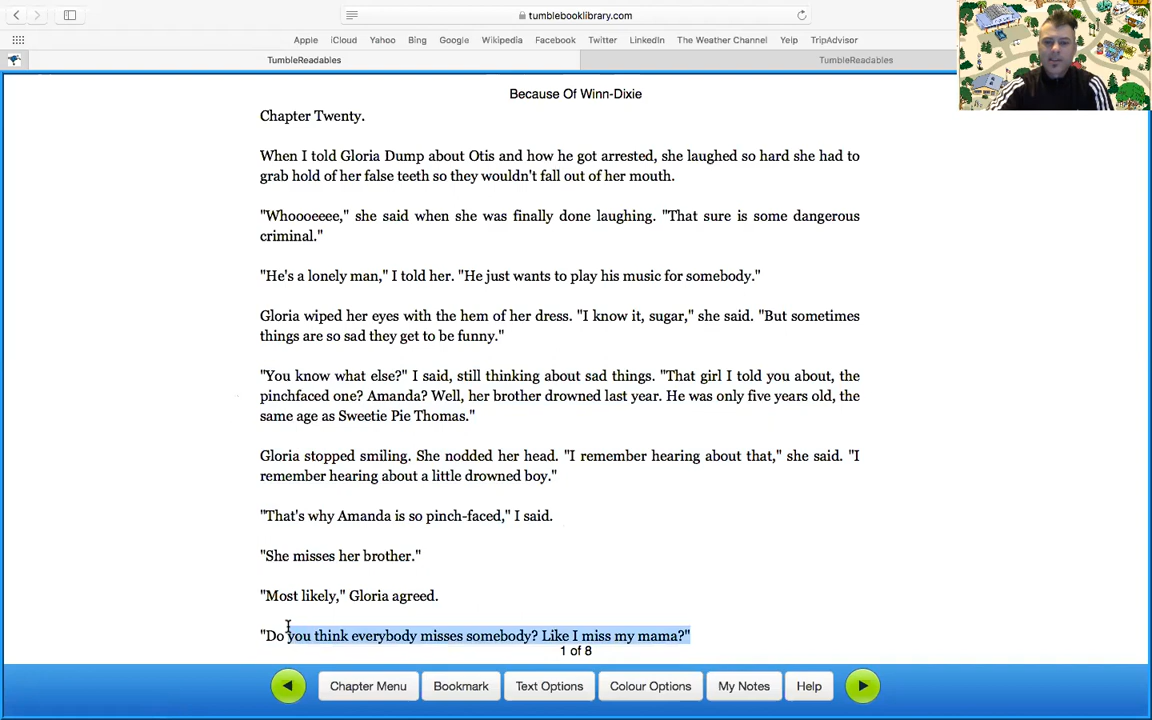 tumblebooklibrary.com
Apple iCloud Yahoo Bing Google Wikipedia Facebook Twitter LinkedIn The Weather Channel Yelp TripAdvisor
TumbleReadables TumbleReadables
Because Of Winn-Dixie
Chapter Twenty.
When I told Gloria Dump about Otis and how he got arrested, she laughed so hard she had to
grab hold of her false teeth so they wouldn't fall out of her mouth.
"Whoooeeee," she said when she was finally done laughing. "That sure is some dangerous
criminal."
"He's a lonely man," I told her. "He just wants to play his music for somebody."
Gloria wiped her eyes with the hem of her dress. "I know it, sugar," she said. "But sometimes
things are so sad they get to be funny."
"You know what else?" I said, still thinking about sad things. "That girl I told you about, the
pinchfaced one? Amanda? Well, her brother drowned last year. He was only five years old, the
same age as Sweetie Pie Thomas."
Gloria stopped smiling. She nodded her head. "I remember hearing about that," she said. "I
remember hearing about a little drowned boy."
"That's why Amanda is so pinch-faced," I said.
"She misses her brother."
"Most likely," Gloria agreed.
"Do you think everybody misses somebody? Like I miss my mama?"
1 of 8
Chapter Menu Bookmark Text Options Colour Options My Notes Help